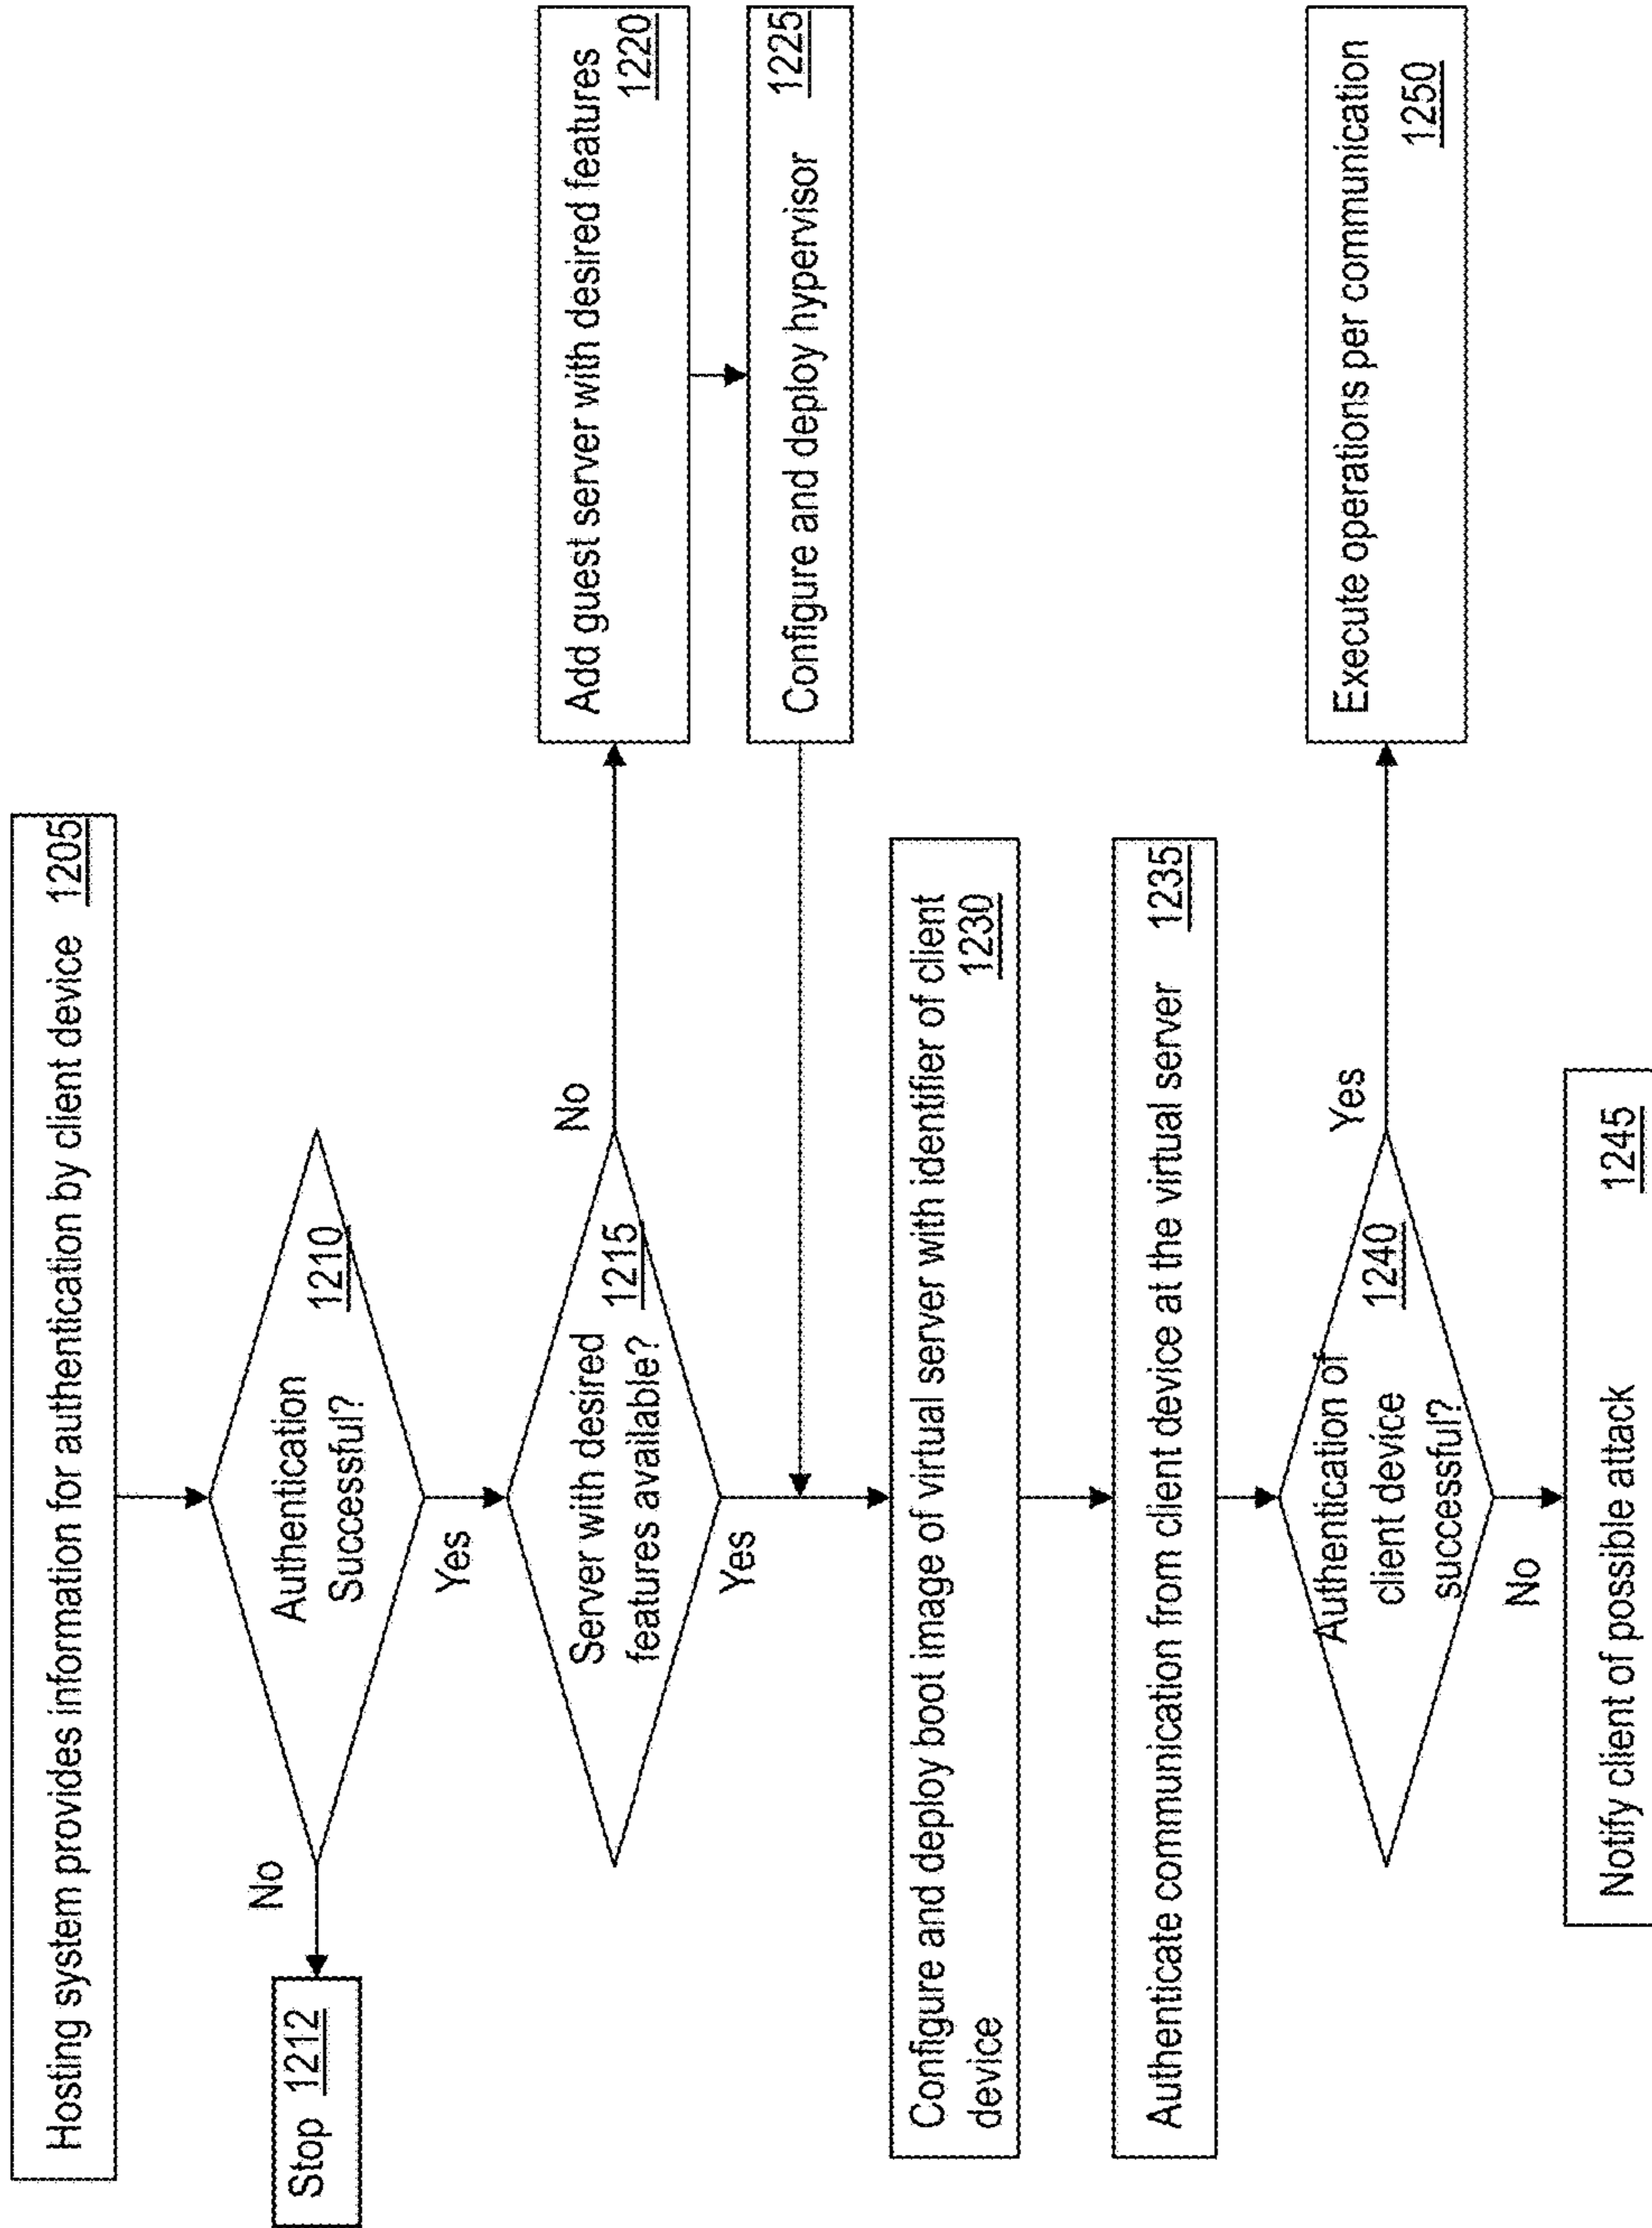 Hosting system provides information for authentication by client device 1205
Authentication
Successful?
1210
No
Stop 1212
Yes
Server with desired
features available?
1215
No
Add guest server with desired features
1220
Configure and deploy hypervisor 1225
Yes
Configure and deploy boot image of virtual server with identifier of client
device
1230
Authenticate communication from client device at the virtual server 1235
Authentication of
client device
successful?
1240
Yes
Execute operations per communication
1250
No
Notify client of possible attack 1245